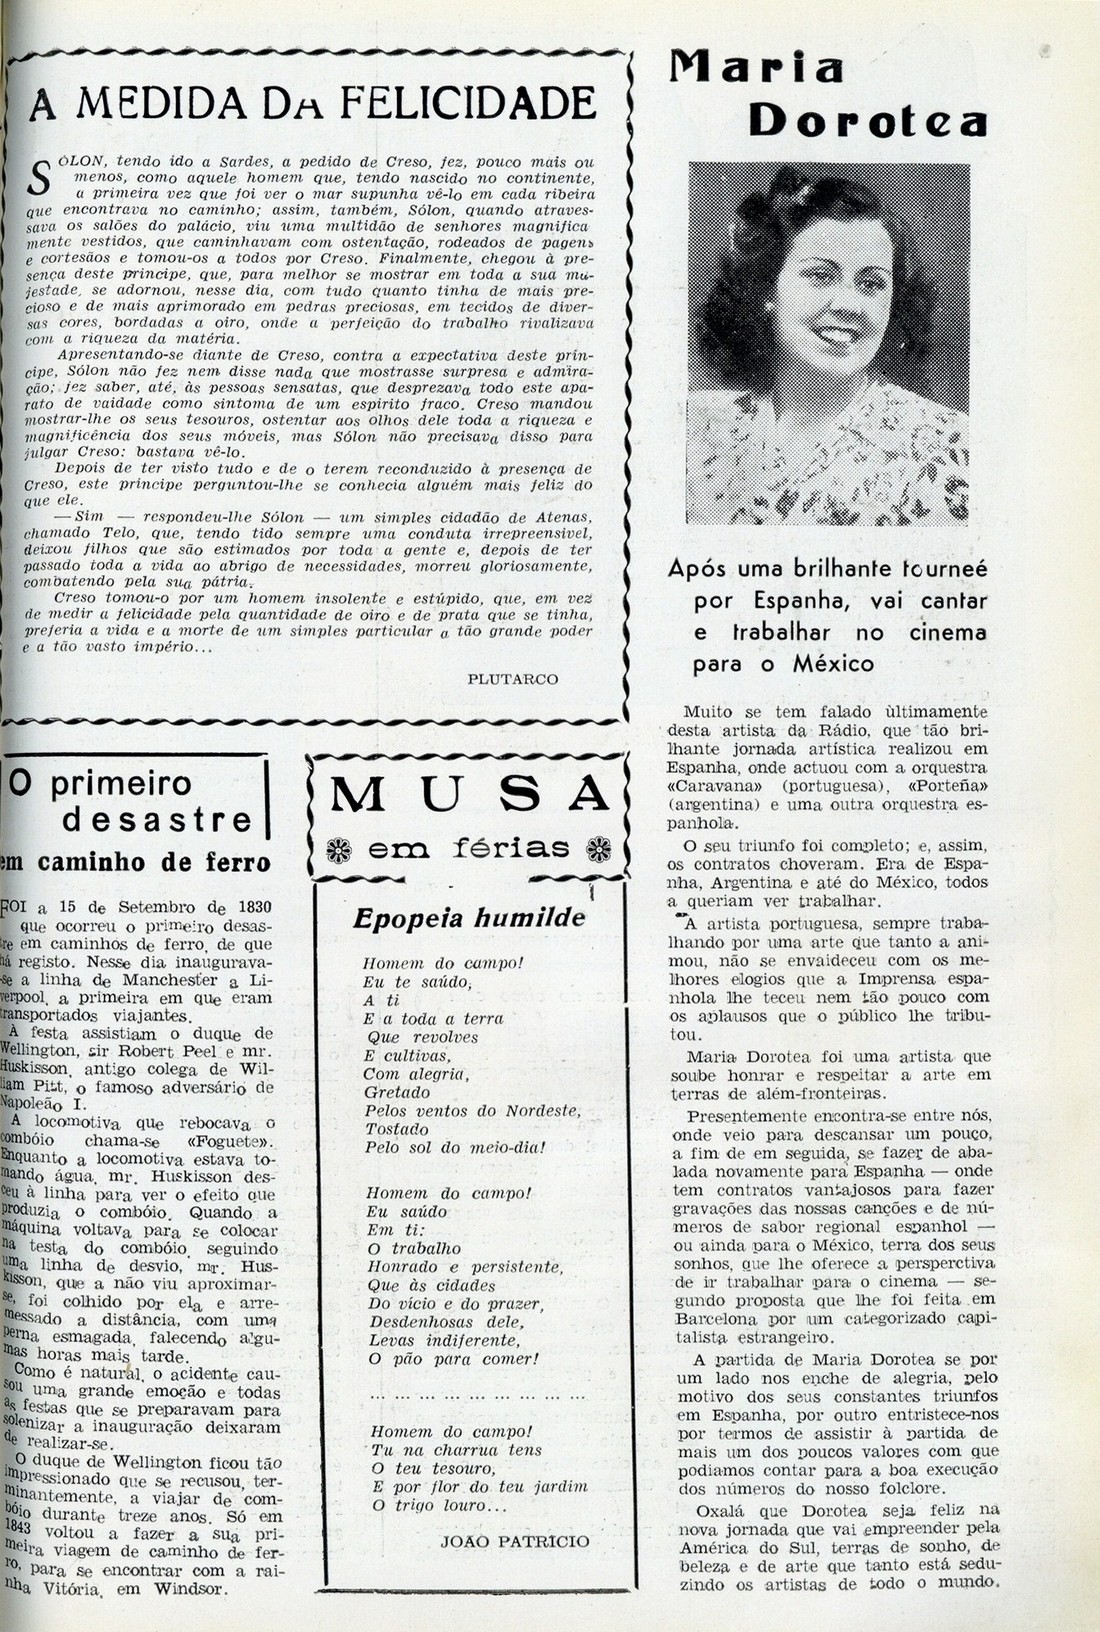 A MEDIDA DA FELICIDADE
SÓLON, tendo ido a Sardes, a pedido de Creso, fez, pouco mais ou
menos, como aquele homem que, tendo nascido no continente,
a primeira vez que foi ver o mar supunha vê-lo em cada ribeira
que encontrava no caminho; assim, também, Sólon, quando atraves-
sava os salões do palácio, viu uma multidão de senhores magnifica
mente vestidos, que caminhavam com ostentação, rodeados de pagens
e cortesãos e tomou-os a todos por Creso. Finalmente, chegou à pre-
sença deste príncipe, que, para melhor se mostrar em toda a sua ma-
jestade, se adornou, nesse dia, com tudo quanto tinha de mais pre-
cioso e de mais aprimorado em pedras preciosas, em tecidos de diver-
sas cores, bordadas a oiro, onde a perfeição do trabalho rivalizava
com a riqueza da matéria.
Apresentando-se diante de Creso, contra a expectativa deste prín-
cipe, Sólon não fez nem disse nada que mostrasse surpresa e admira-
ção; fez saber, até, às pessoas sensatas, que desprezava todo este apa-
rato de vaidade como sintoma de um espirito fraco. Creso mandou
mostrar-lhe os seus tesouros, ostentar aos olhos dele toda a riqueza e
magnificência dos seus móveis, mas Sólon não precisava disso para
julgar Creso: bastava vê-lo.
Depois de ter visto tudo e de o terem reconduzido à presença de
Creso, este príncipe perguntou-lhe se conhecia alguém mais feliz do
que ele.
—Sim — respondeu-lhe Sólon — um simples cidadão de Atenas,
chamado Telo, que, tendo tido sempre uma conduta irrepreensivel,
deixou filhos que são estimados por toda a gente e, depois de ter
passado toda a vida ao abrigo de necessidades, morreu gloriosamente,
combatendo pela sua pátria.
Creso tomou-o por um homem insolente e estúpido, que, em vez
de medir a felicidade pela quantidade de oiro e de prata que se tinha,
preferia a vida e a morte de um simples particular a tão grande poder
e a tão vasto império...
PLUTARCO
O primeiro
desastre
em caminho de ferro
FOI a 15 de Setembro de 1830
que ocorreu o primeiro desas-
tre em caminhos de ferro, de que
há registo. Nesse dia inaugurava-
-se a linha de Manchester a Li-
verpool, a primeira em que eram
transportados viajantes.
À festa assistiam o duque de
Wellington, sir Robert Peel e mr.
Huskisson, antigo colega de Wil-
liam Pitt, o famoso adversário de
Napoleão I.
A locomotiva que rebocava o
combóio chama-se «Foguete».
Enquanto a locomotiva estava to-
mando água, mr. Huskisson des-
ceu à linha para ver o efeito que
produzia o combóio. Quando a
máquina voltava para se colocar
na testa do combóio, seguindo
uma linha de desvio, mr. Hus-
kisson, que a não viu aproximar-
se, foi colhido por ela e arre-
messado a distância, com uma
perna esmagada, falecendo algu-
mas horas mais tarde.
Como é natural, o acidente cau-
sou uma grande emoção e todas
as festas que se preparavam para
solenizar a inauguração deixaram
de realizar-se.
O duque de Wellington ficou tão
impressionado que se recusou, ter-
minantemente, a viajar de com-
bóio durante treze anos. Só em
1843 voltou a fazer a sua pri-
meira viagem de caminho de fer-
ro, para se encontrar com a rai-
nha Vitória, em Windsor.
MUSA
em férias
Epopeia humilde
Homem do campo!
Eu te saúdo,
A ti
E a toda a terra
Que revolves
E cultivas,
Com alegria,
Gretado
Pelos ventos do Nordeste,
Tostado
Pelo sol do meio-dia!
Homem do campo!
Eu saúdo
Em ti:
O trabalho
Honrado e persistente,
Que às cidades
Do vício e do prazer,
Desdenhosas dele,
Levas indiferente,
O pão para comer!
... ... ... ... ... ... ... ... ...
Homem do campo!
Tu na charrua tens
O teu tesouro,
E por flor do teu jardim
O trigo louro...
JOAO PATRICIO
Maria
Dorotea
Após uma brilhante tourneé
por Espanha, vai cantar
e trabalhar no cinema
para o México
Muito se tem falado ùltimamente
desta artista da Rádio, que tão bri-
lhante jornada artística realizou em
Espanha, onde actuou com a orquestra
«Caravana» (portuguesa), «Porteña»
(argentina) e uma outra orquestra es-
panhola.
O seu triunfo foi completo; e, assim,
os contratos choveram. Era de Espa-
nha, Argentina e até do México, todos
a queriam ver trabalhar.
A artista portuguesa, sempre traba-
lhando por uma arte que tanto a ani-
mou, não se envaideceu com os me-
lhores elogios que a Imprensa espa-
nhola lhe teceu nem tão pouco com
os aplausos que o público lhe tribu-
tou.
Maria Dorotea foi uma artista que
soube honrar e respeitar a arte em
terras de além-fronteiras.
Presentemente encontra-se entre nós,
onde veio para descansar um pouco,
a fim de em seguida, se fazer de aba-
lada novamente para Espanha — onde
tem contratos vantajosos para fazer
gravações das nossas canções e de nú-
meros de sabor regional espanhol —
ou ainda para o México, terra dos seus
sonhos, que lhe oferece a persperctiva
de ir trabalhar para o cinema — se-
gundo proposta que lhe foi feita em
Barcelona por um categorizado capi-
talista estrangeiro.
A partida de Maria Dorotea se por
um lado nos enche de alegria, pelo
motivo dos seus constantes triunfos
em Espanha, por outro entristece-nos
por termos de assistir à partida de
mais um dos poucos valores com que
podiamos contar para a boa execução
dos números do nosso folclore.
Oxalá que Dorotea seja feliz na
nova jornada que vai empreender pela
América do Sul, terras de sonho, de
beleza e de arte que tanto está sedu-
zindo os artistas de todo o mundo.